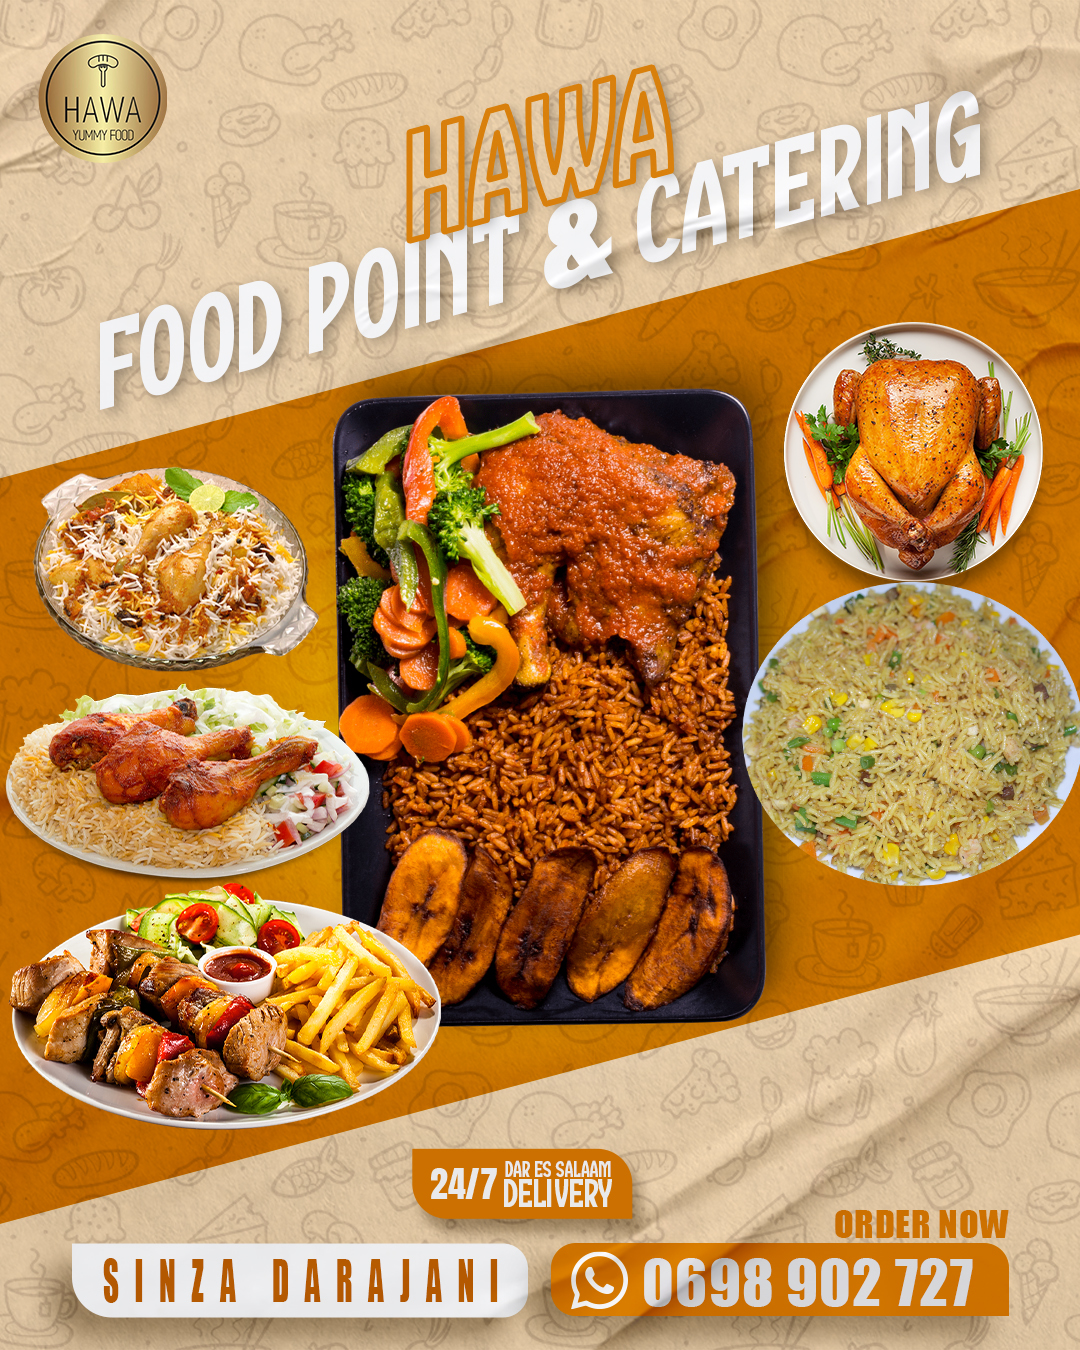 HAWA
YUMMY FOOD
HAWA
FOOD POINT & CATERING
24/7 DAR ES SALAAM
DELIVERY
ORDER NOW
SINZA DARAJANI
0698 902 727